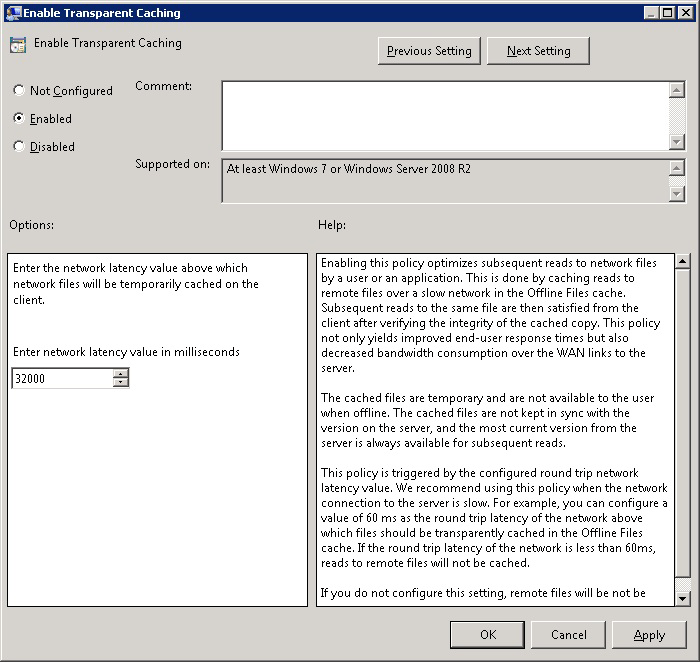 Enable Transparent Caching
Enable Transparent Caching
Previous Setting
Next Setting
Not Configured
Enabled
Disabled
Comment:
Supported on:
At least Windows 7 or Windows Server 2008 R2
Options:
Help:
Enter the network latency value above which
network files will be temporarily cached on the
client.
Enter network latency value in milliseconds
32000
Enabling this policy optimizes subsequent reads to network files
by a user or an application. This is done by caching reads to
remote files over a slow network in the Offline Files cache.
Subsequent reads to the same file are then satisfied from the
client after verifying the integrity of the cached copy. This policy
not only yields improved end-user response times but also
decreased bandwidth consumption over the WAN links to the
server.
The cached files are temporary and are not available to the user
when offline. The cached files are not kept in sync with the
version on the server, and the most current version from the
server is always available for subsequent reads.
This policy is triggered by the configured round trip network
latency value. We recommend using this policy when the network
connection to the server is slow. For example, you can configure a
value of 60 ms as the round trip latency of the network above
which files should be transparently cached in the Offline Files
cache. If the round trip latency of the network is less than 60ms,
reads to remote files will not be cached.
If you do not configure this setting, remote files will be not be
OK
Cancel
Apply